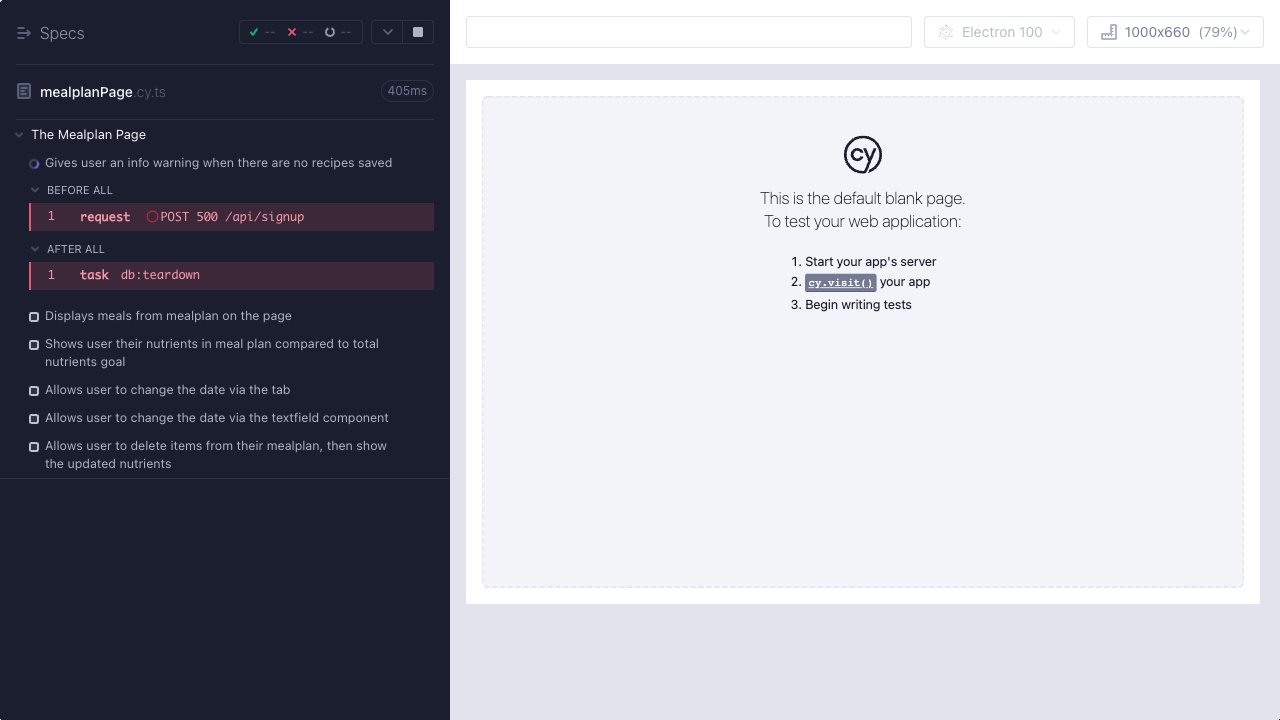 Specs
-- -- --
Electron 100
1000x660 (79%)
mealplanPage.cy.ts
405ms
The Mealplan Page
Gives user an info warning when there are no recipes saved
BEFORE ALL
1 request POST 500 /api/signup
AFTER ALL
1 task db:teardown
Displays meals from mealplan on the page
Shows user their nutrients in meal plan compared to total
nutrients goal
Allows user to change the date via the tab
Allows user to change the date via the textfield component
Allows user to delete items from their mealplan, then show
the updated nutrients
cy
This is the default blank page.
To test your web application:
1. Start your app's server
2. cy.visit() your app
3. Begin writing tests